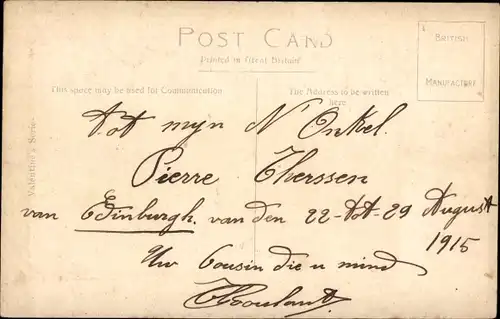 POST CARD
Printed in Great Britain
BRITISH
MANUFACTURE
This space may be used for Communication
The Address to be written
here
Valentine's Series
tot myn N Onkel
Pierre Therssen
van Edinburgh van den 22-tot-29 August
1915
Uw Cousin die u mind